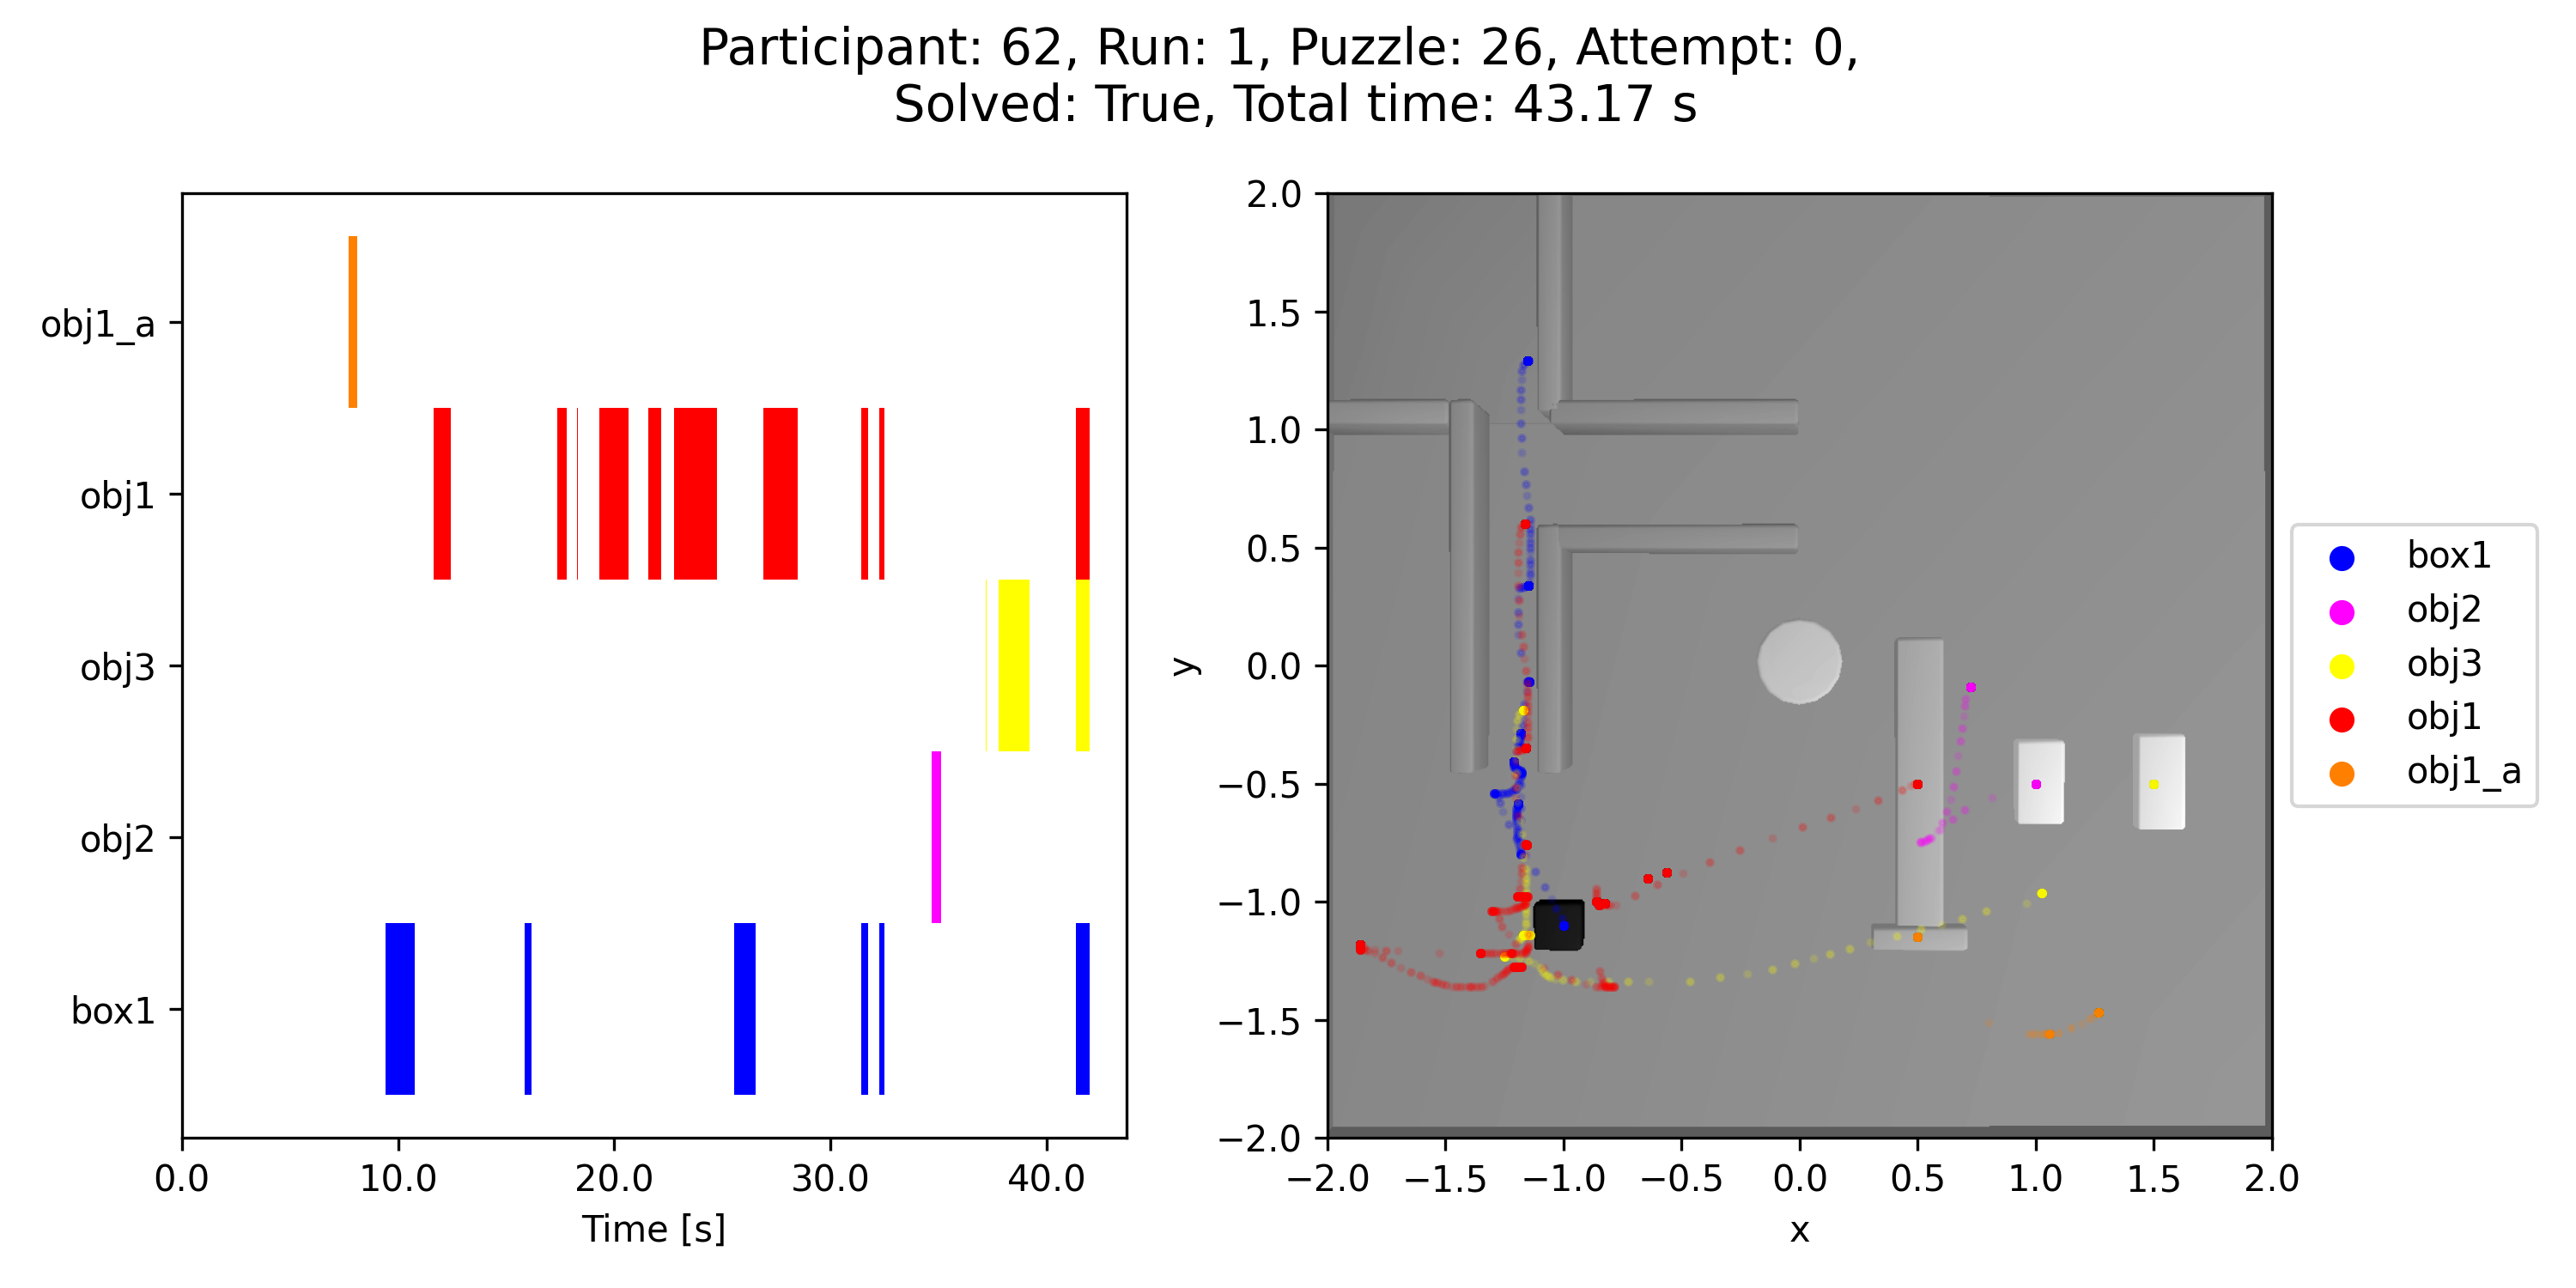 Participant: 62, Run: 1, Puzzle: 26, Attempt: 0,
Solved: True, Total time: 43.17 s
obj1_a
obj1
obj3
obj2
box1
0.0 10.0 20.0 30.0 40.0
Time [s]
2.0
1.5
1.0
0.5
0.0
−0.5
−1.0
−1.5
−2.0
y
−2.0 −1.5 −1.0 −0.5 0.0 0.5 1.0 1.5 2.0
x
box1
obj2
obj3
obj1
obj1_a